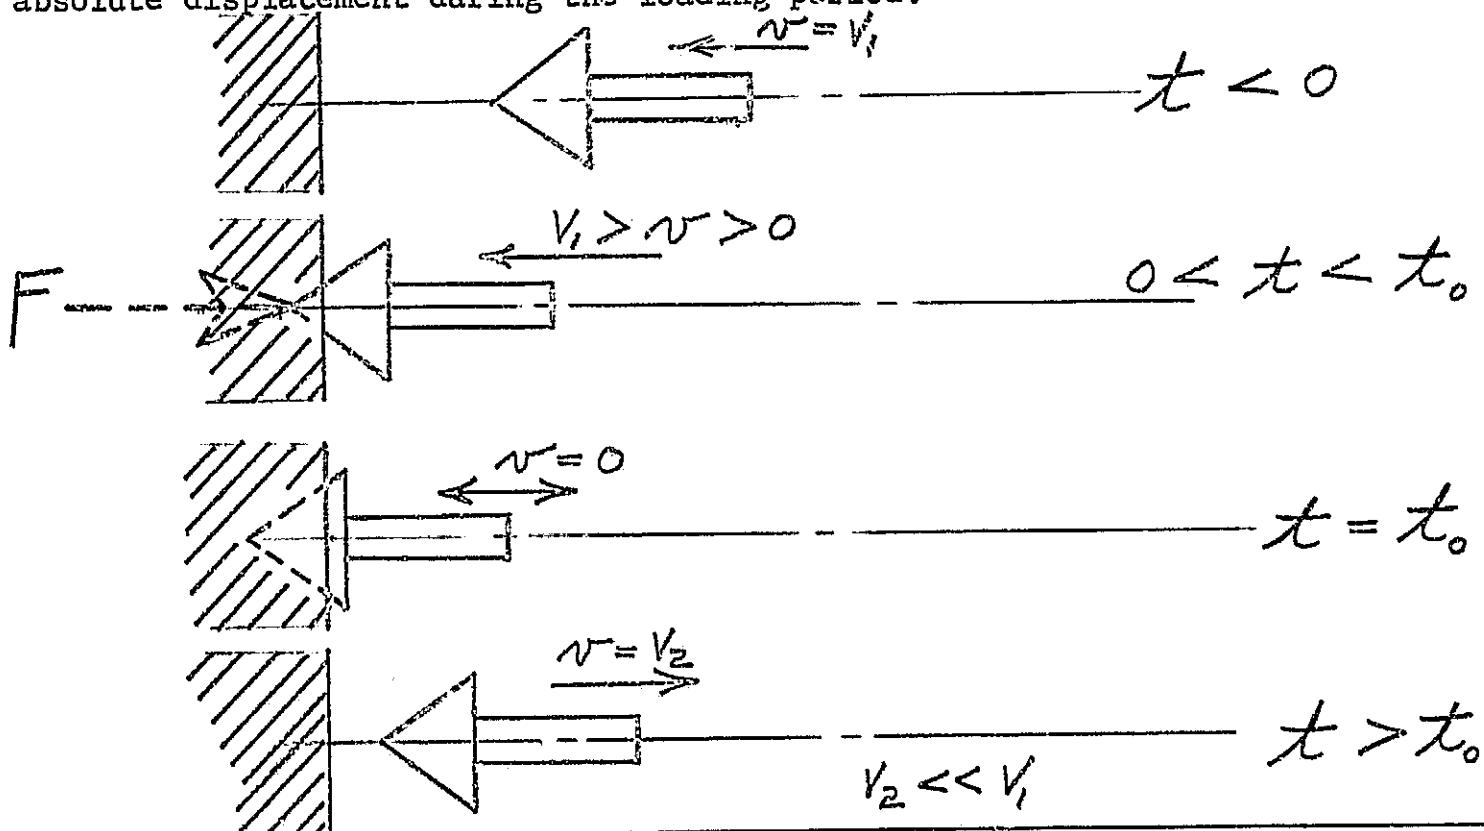 absolute displacement during the loading period.
v = V₁
t < 0
V₁ > v > 0
F
0 < t < t₀
v = 0
t = t₀
v = V₂
t > t₀
V₂ << V₁